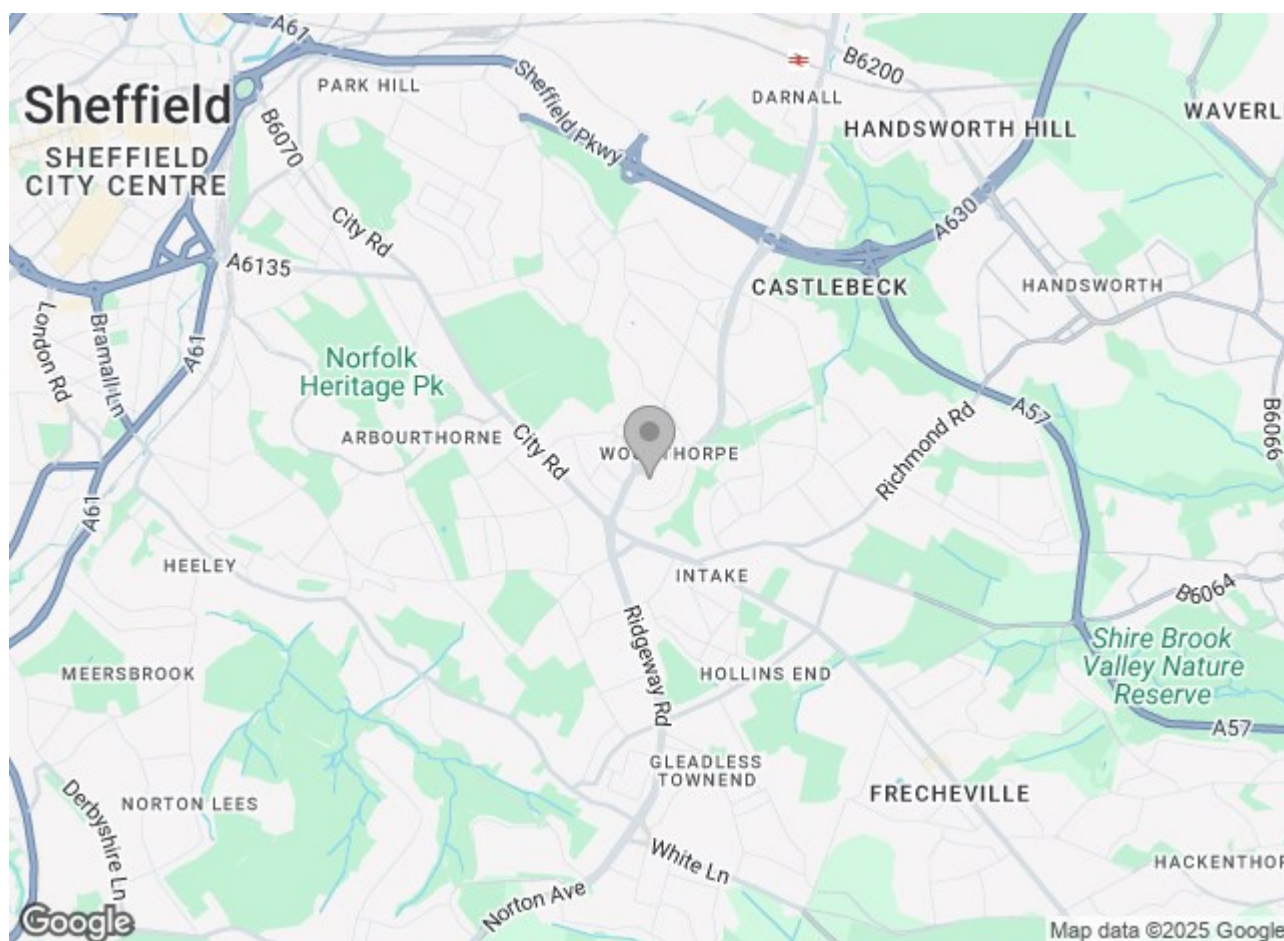 A61
PARK HILL
Sheffield Pkwy
B6200
DARNALL
HANDSWORTH HILL
Sheffield
SHEFFIELD
CITY CENTRE
B6070
City Rd
A6135
A630
CASTLEBECK
HANDSWORTH
London Rd
Bramall Ln
A61
Norfolk
Heritage Pk
ARBOURTHORNE
City Rd
Richmond Rd
A57
B6066
A61
HEELEY
INTAKE
B6064
Shire Brook
Valley Nature
Reserve
MEERSBROOK
Ridgeway Rd
HOLLINS END
A57
GLEADLESS
TOWNEND
NORTON LEES
FRECHEVILLE
Derbyshire Ln
White Ln
Norton Ave
Google
Map data ©2025 Google